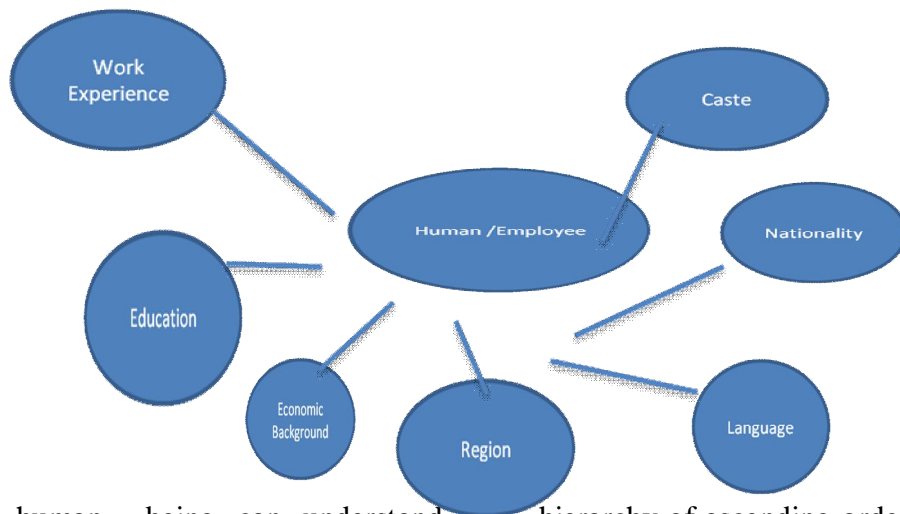 Work
Experience
Caste
Human /Employee
Nationality
Education
Economic
Background
Region
Language
human being can understand
hierarchy of ascending orde